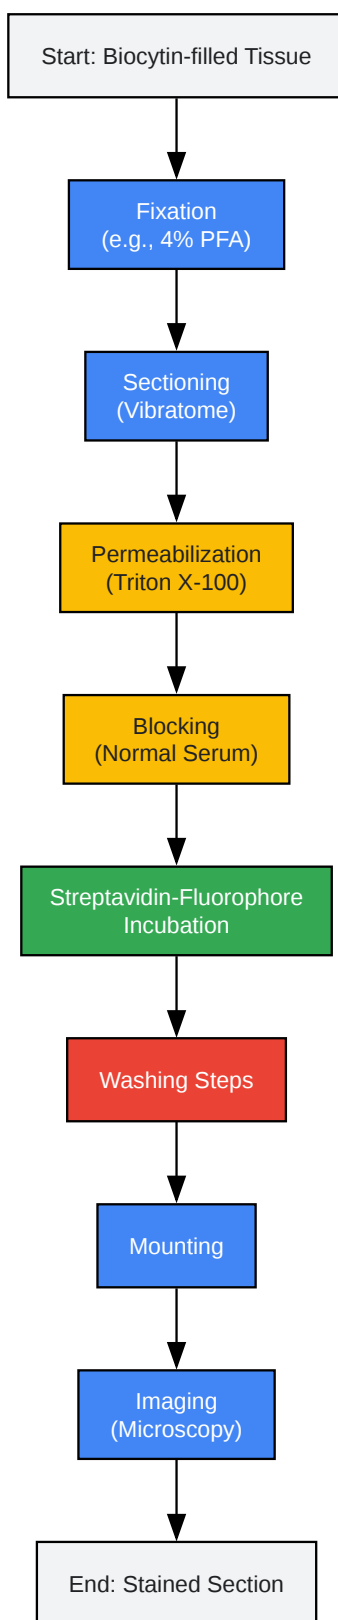 Start: Biocytin-filled Tissue
Fixation
(e.g., 4% PFA)
Sectioning
(Vibratome)
Permeabilization
(Triton X-100)
Blocking
(Normal Serum)
Streptavidin-Fluorophore
Incubation
Washing Steps
Mounting
Imaging
(Microscopy)
End: Stained Section